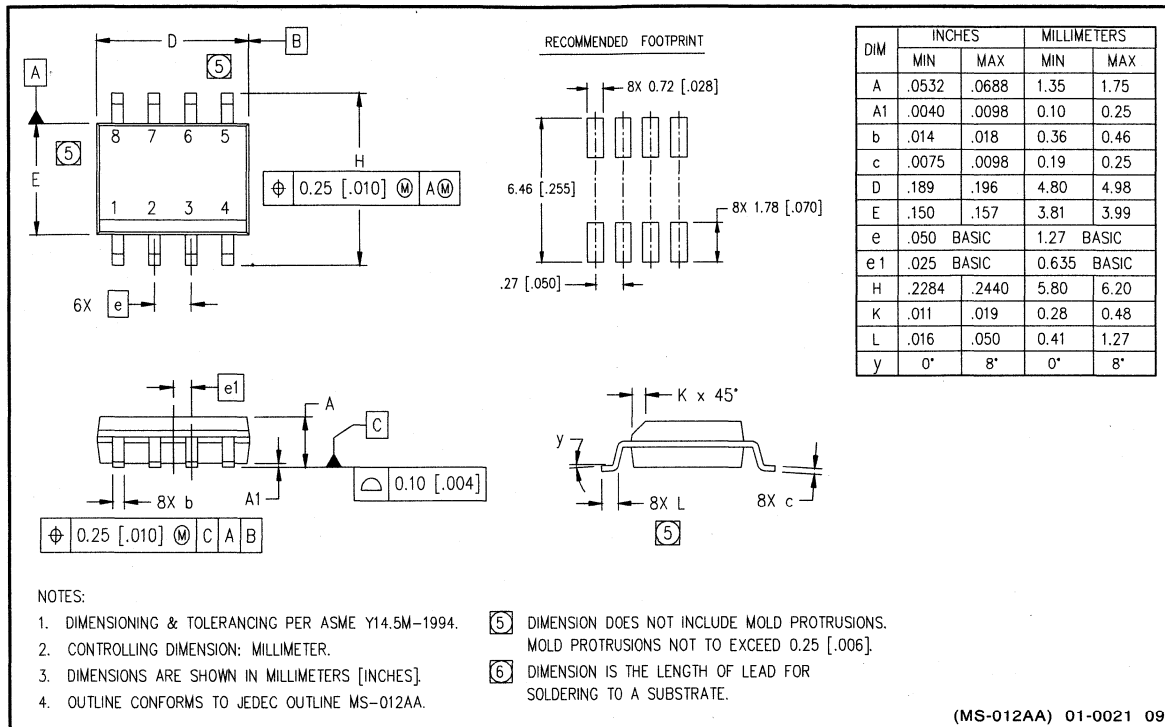 D
B
5
A
8 7 6 5
5
E
H
⌖ 0.25 [.010] Ⓜ A Ⓜ
1 2 3 4
6X e
RECOMMENDED FOOTPRINT
8X 0.72 [.028]
6.46 [.255]
8X 1.78 [.070]
.27 [.050]
DIM INCHES MILLIMETERS
MIN MAX MIN MAX
A .0532 .0688 1.35 1.75
A1 .0040 .0098 0.10 0.25
b .014 .018 0.36 0.46
c .0075 .0098 0.19 0.25
D .189 .196 4.80 4.98
E .150 .157 3.81 3.99
e .050 BASIC 1.27 BASIC
e1 .025 BASIC 0.635 BASIC
H .2284 .2440 5.80 6.20
K .011 .019 0.28 0.48
L .016 .050 0.41 1.27
y 0° 8° 0° 8°
e1
A
C
A1
⌓ 0.10 [.004]
8X b
⌖ 0.25 [.010] Ⓜ C A B
K x 45°
y
8X L
8X c
5
NOTES:
1. DIMENSIONING & TOLERANCING PER ASME Y14.5M-1994.
2. CONTROLLING DIMENSION: MILLIMETER.
3. DIMENSIONS ARE SHOWN IN MILLIMETERS [INCHES].
4. OUTLINE CONFORMS TO JEDEC OUTLINE MS-012AA.
5 DIMENSION DOES NOT INCLUDE MOLD PROTRUSIONS.
MOLD PROTRUSIONS NOT TO EXCEED 0.25 [.006].
6 DIMENSION IS THE LENGTH OF LEAD FOR
SOLDERING TO A SUBSTRATE.
(MS-012AA) 01-0021 09